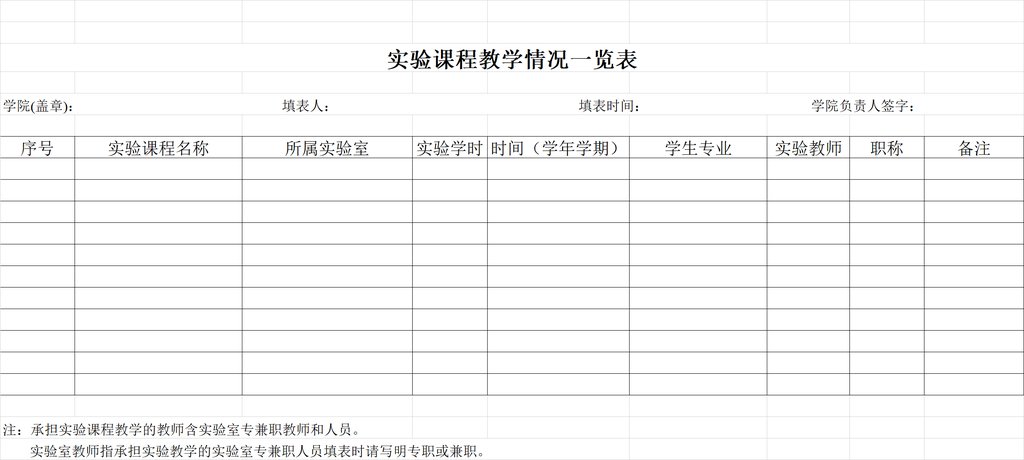 实验课程教学情况一览表
学院(盖章): 填表人: 填表时间: 学院负责人签字:
序号 实验课程名称 所属实验室 实验学时 时间（学年学期） 学生专业 实验教师 职称 备注
注：承担实验课程教学的教师含实验室专兼职教师和人员。
实验室教师指承担实验教学的实验室专兼职人员填表时请写明专职或兼职。